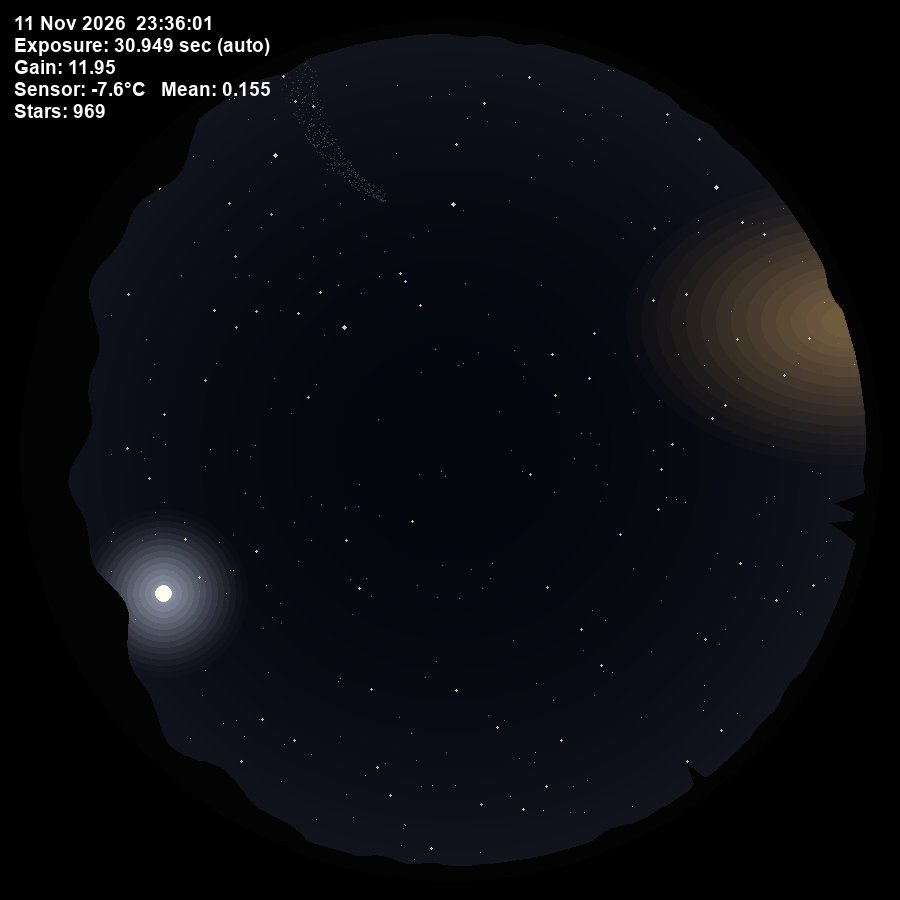 11 Nov 2026  23:36:01
Exposure: 30.949 sec (auto)
Gain: 11.95
Sensor: -7.6°C   Mean: 0.155
Stars: 969